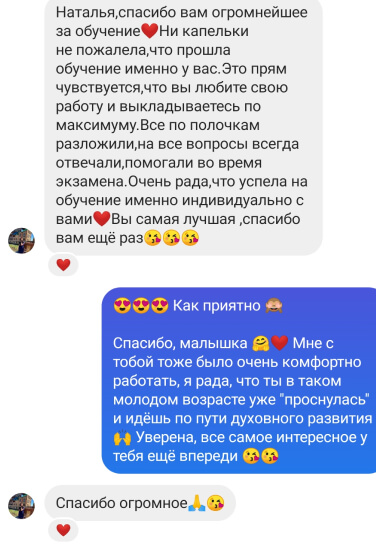 Наталья,спасибо вам огромнейшее
за обучение❤️Ни капельки
не пожалела,что прошла
обучение именно у вас.Это прям
чувствуется,что вы любите свою
работу и выкладываетесь по
максимуму.Все по полочкам
разложили,на все вопросы всегда
отвечали,помогали во время
экзамена.Очень рада,что успела на
обучение именно индивидуально с
вами❤️Вы самая лучшая ,спасибо
вам ещё раз😘😘😘
❤️
😍😍😍 Как приятно 🙈
Спасибо, малышка 🤗❤️ Мне с
тобой тоже было очень комфортно
работать, я рада, что ты в таком
молодом возрасте уже "проснулась"
и идёшь по пути духовного развития
🙌 Уверена, все самое интересное у
тебя ещё впереди 😘😘
Спасибо огромное🙏😘
❤️